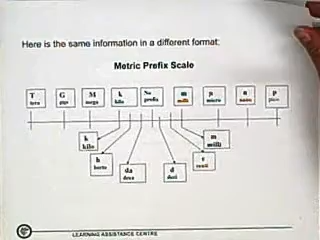 Here is the same information in a different format:
Metric Prefix Scale
T G M k No m µ n p
tera giga mega kilo prefix milli micro nano pico
k m
kilo milli
h c
hecto centi
da d
deca deci
LEARNING ASSISTANCE CENTRE